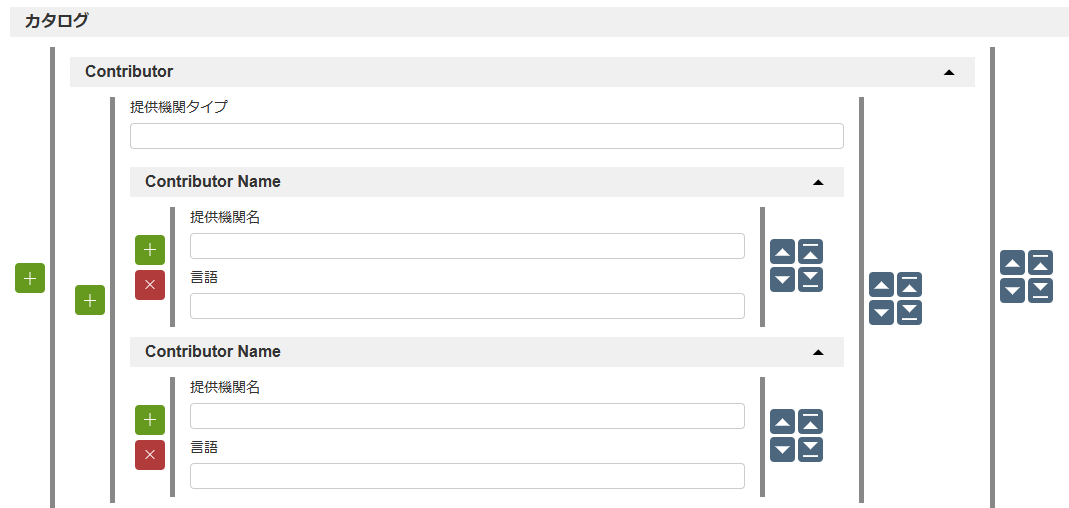 カタログ
Contributor
提供機関タイプ
Contributor Name
提供機関名
言語
Contributor Name
提供機関名
言語